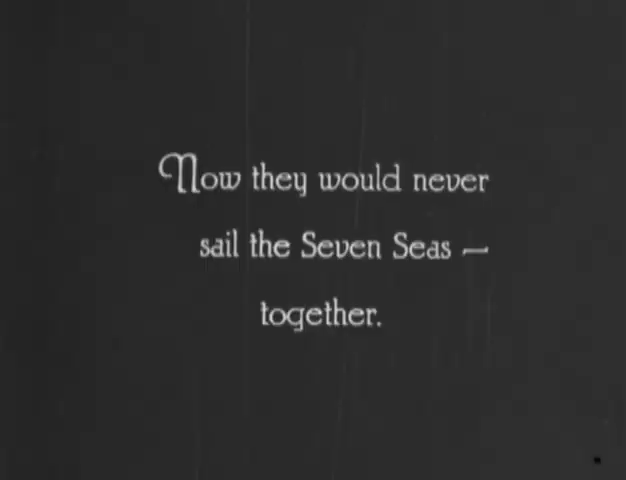 Now they would never
sail the Seven Seas —
together.